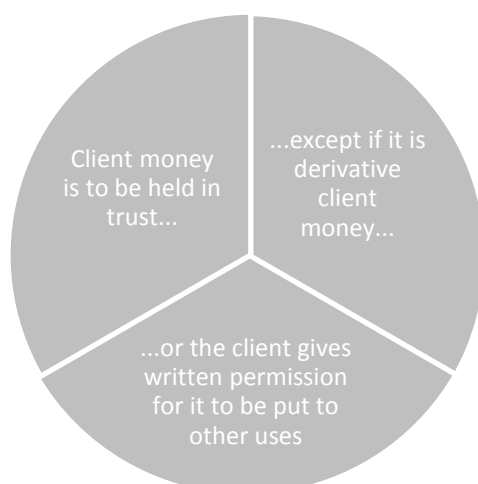 Client money
is to be held in
trust...
...except if it is
derivative
client
money...
...or the client gives
written permission
for it to be put to
other uses